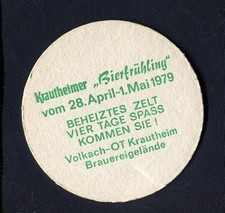 Krautheimer „Bierfrühling"
vom 28. April-1. Mai 1979
BEHEIZTES ZELT
VIER TAGE SPASS
KOMMEN SIE !
Volkach-OT Krautheim
Brauereigelände